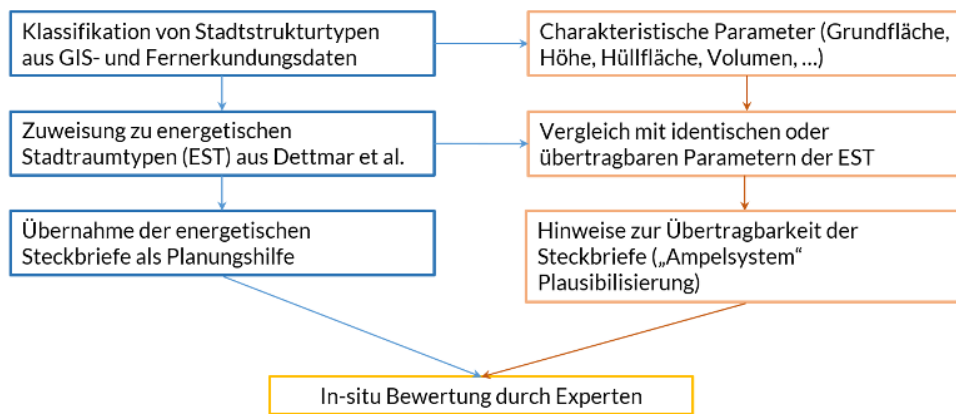 Klassifikation von Stadtstrukturtypen
aus GIS- und Fernerkundungsdaten
Charakteristische Parameter (Grundfläche,
Höhe, Hüllfläche, Volumen, ...)
Zuweisung zu energetischen
Stadtraumtypen (EST) aus Dettmar et al.
Vergleich mit identischen oder
übertragbaren Parametern der EST
Übernahme der energetischen
Steckbriefe als Planungshilfe
Hinweise zur Übertragbarkeit der
Steckbriefe („Ampelsystem“
Plausibilisierung)
In-situ Bewertung durch Experten